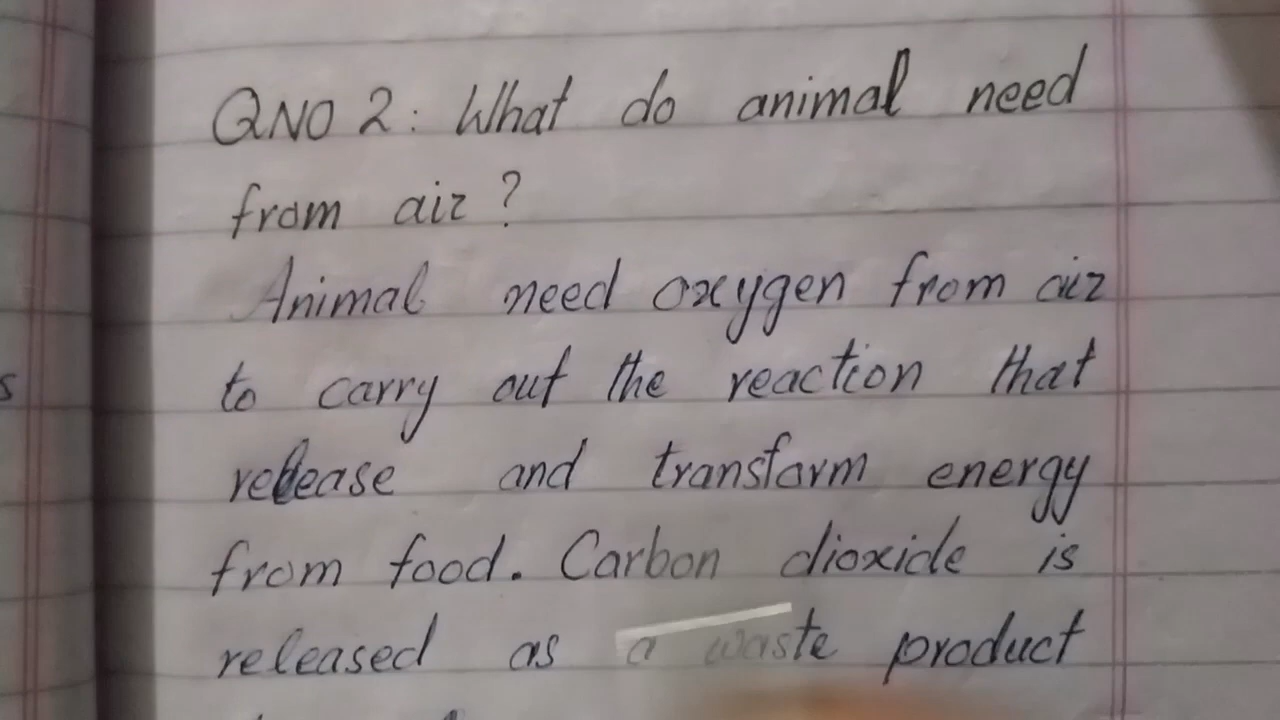 QNO 2: What do animal need
from air?
Animal need oxygen from air
to carry out the reaction that
release and transform energy
from food. Carbon dioxide is
released as a waste product
s